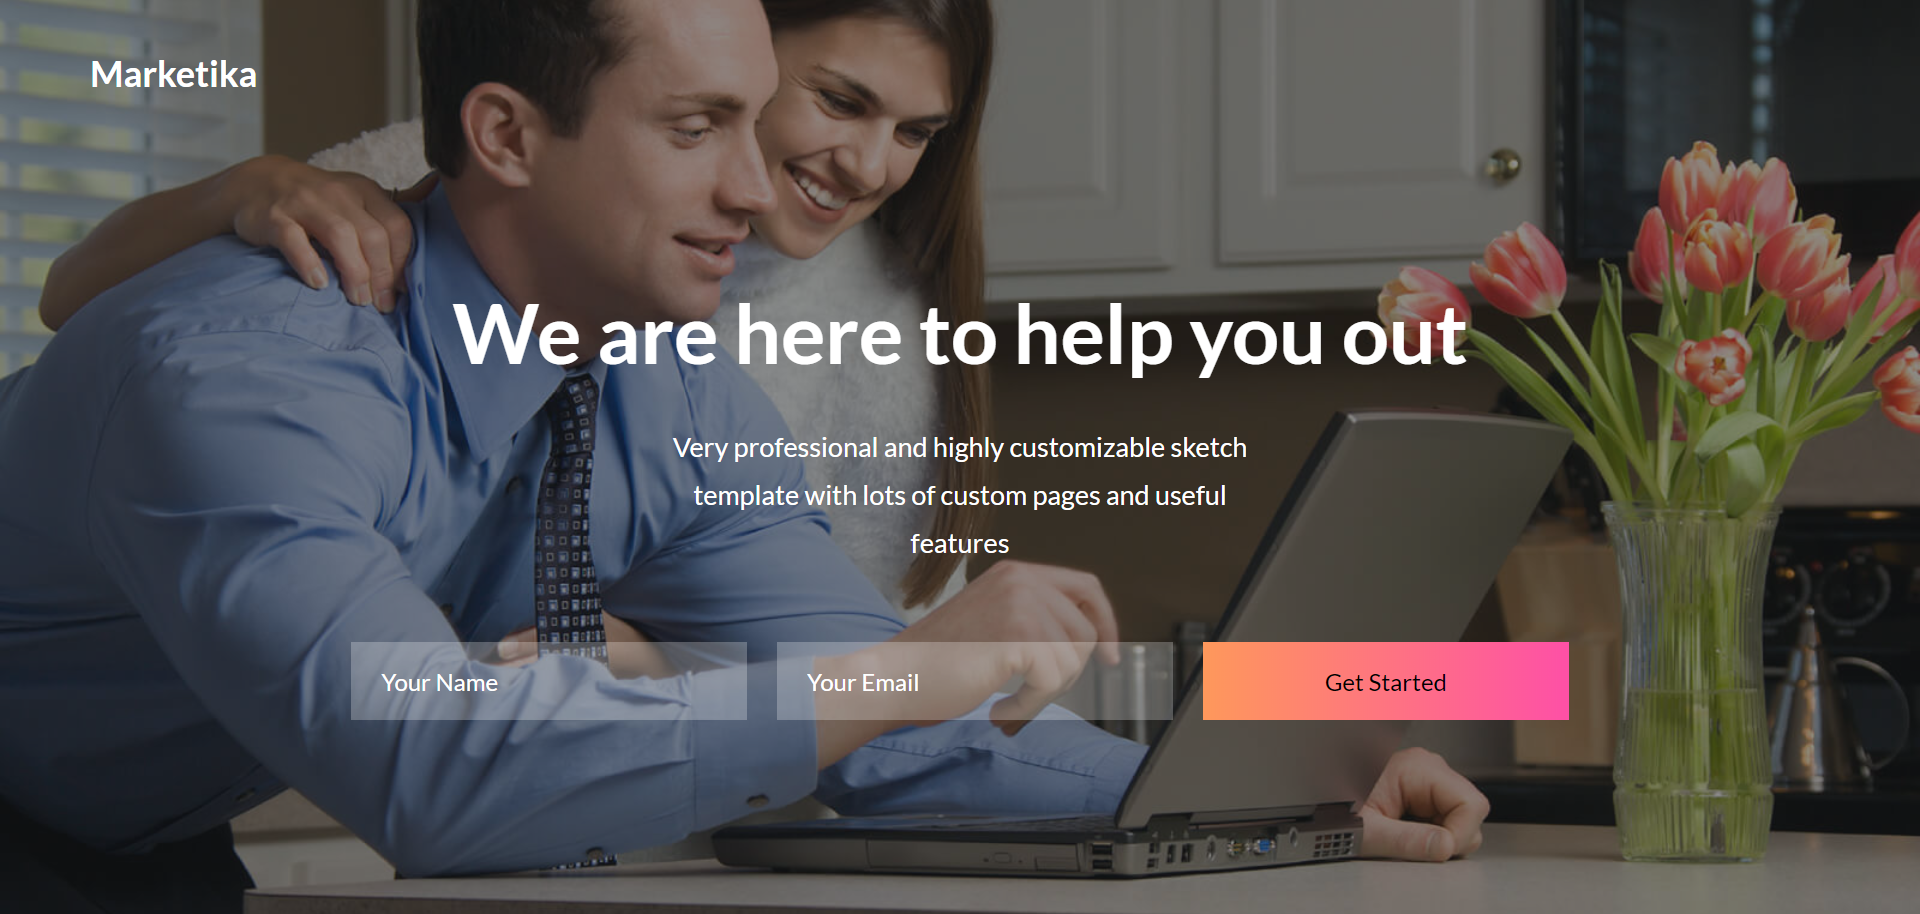 Marketika
We are here to help you out
Very professional and highly customizable sketch
template with lots of custom pages and useful
features
Your Name
Your Email
Get Started